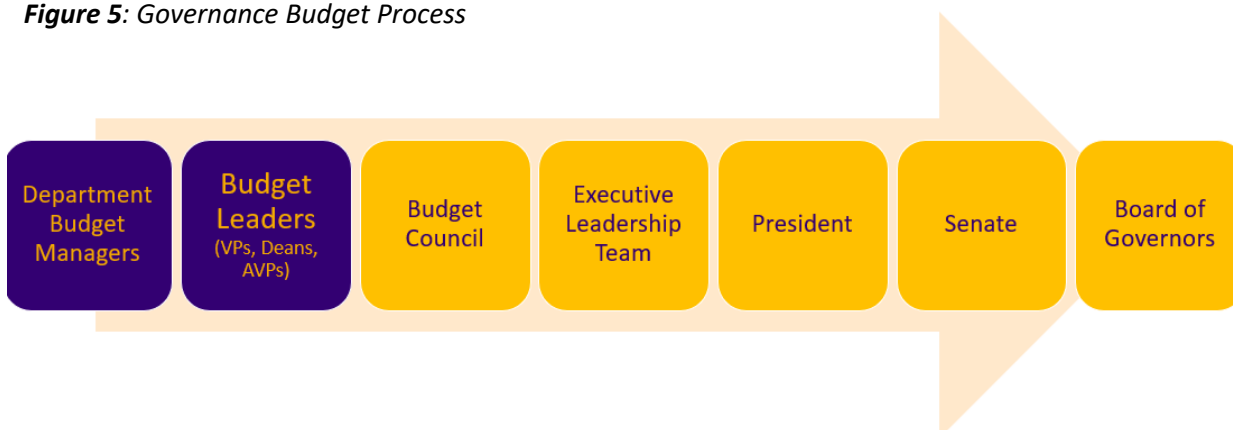 Figure 5: Governance Budget Process
Department
Budget
Managers
Budget
Leaders
(VPs, Deans,
AVPs)
Budget
Council
Executive
Leadership
Team
President
Senate
Board of
Governors